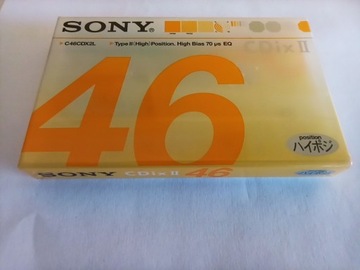 SONY®
C46CDX2L
Type II (High) Position. High Bias 70 µs EQ
CDixII
46
position
ハイポジ
SONY CDixII 46